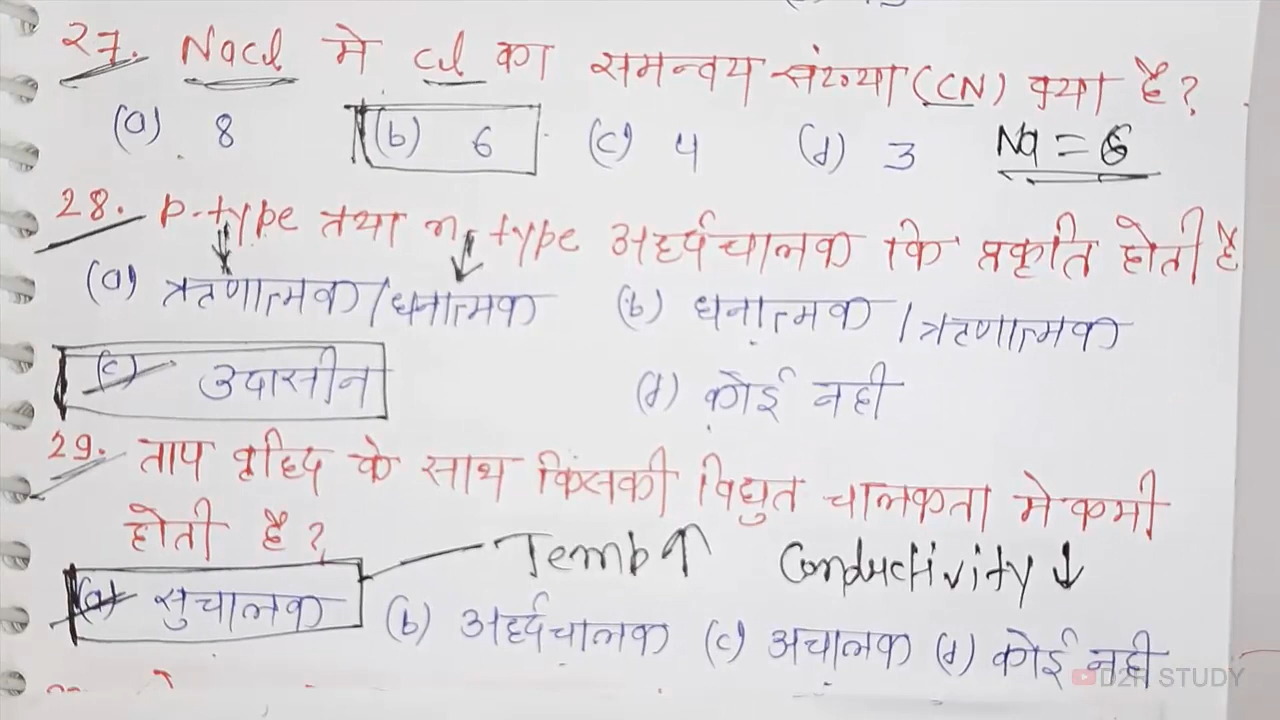 27. Nacl मे Cl का समन्वय संख्या (CN) क्या है?
(a) 8 (b) 6 (c) 4 (d) 3 Na = 6
28. p-type तथा n-type अर्द्धचालक कि प्रकृति होती है
(a) ऋणात्मक / धनात्मक (b) धनात्मक / ऋणात्मक
(c) उदासीन (d) कोई नही
29. ताप वृद्धि के साथ किसकी विद्युत चालकता मे कमी
होती है? Temp↑ Conductivity↓
(a) सुचालक (b) अर्द्धचालक (c) अचालक (d) कोई नही
D2R STUDY